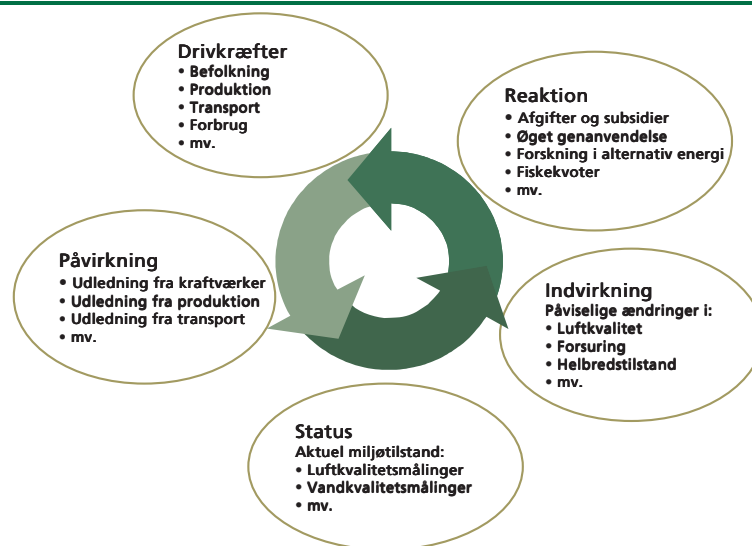 Drivkræfter
• Befolkning
• Produktion
• Transport
• Forbrug
• mv.
Reaktion
• Afgifter og subsidier
• Øget genanvendelse
• Forskning i alternativ energi
• Fiskekvoter
• mv.
Påvirkning
• Udledning fra kraftværker
• Udledning fra produktion
• Udledning fra transport
• mv.
Indvirkning
Påviselige ændringer i:
• Luftkvalitet
• Forsuring
• Helbredstilstand
• mv.
Status
Aktuel miljøtilstand:
• Luftkvalitetsmålinger
• Vandkvalitetsmålinger
• mv.